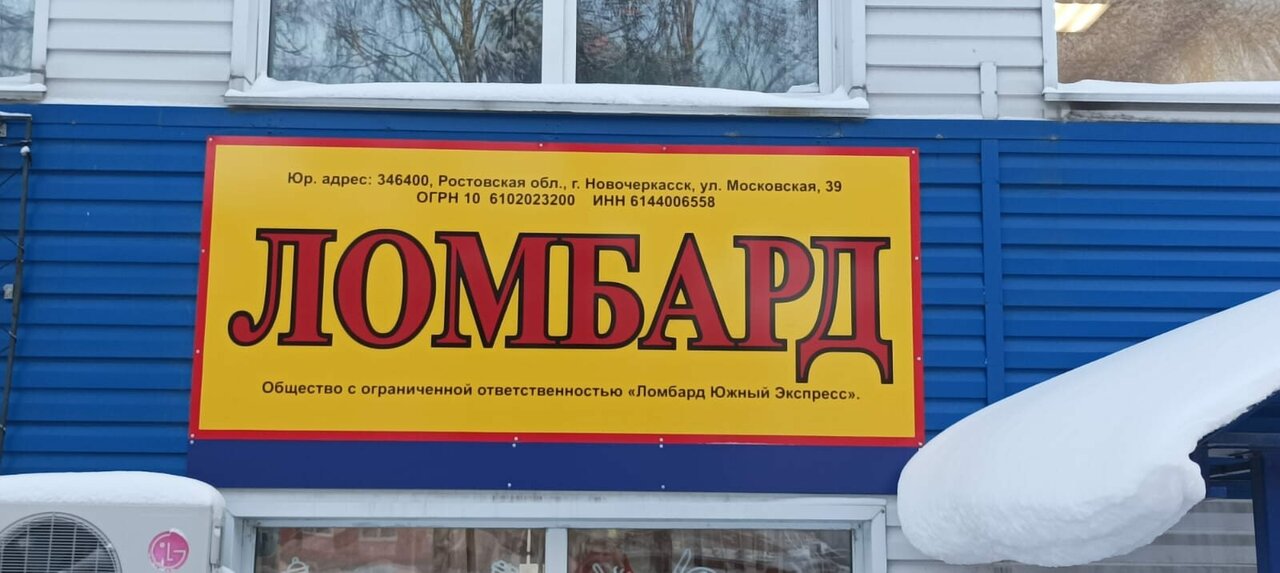 Юр. адрес: 346400, Ростовская обл., г. Новочеркасск, ул. Московская, 39
ОГРН 10 6102023200 ИНН 6144006558
ЛОМБАРД
Общество с ограниченной ответственностью «Ломбард Южный Экспресс».
LG